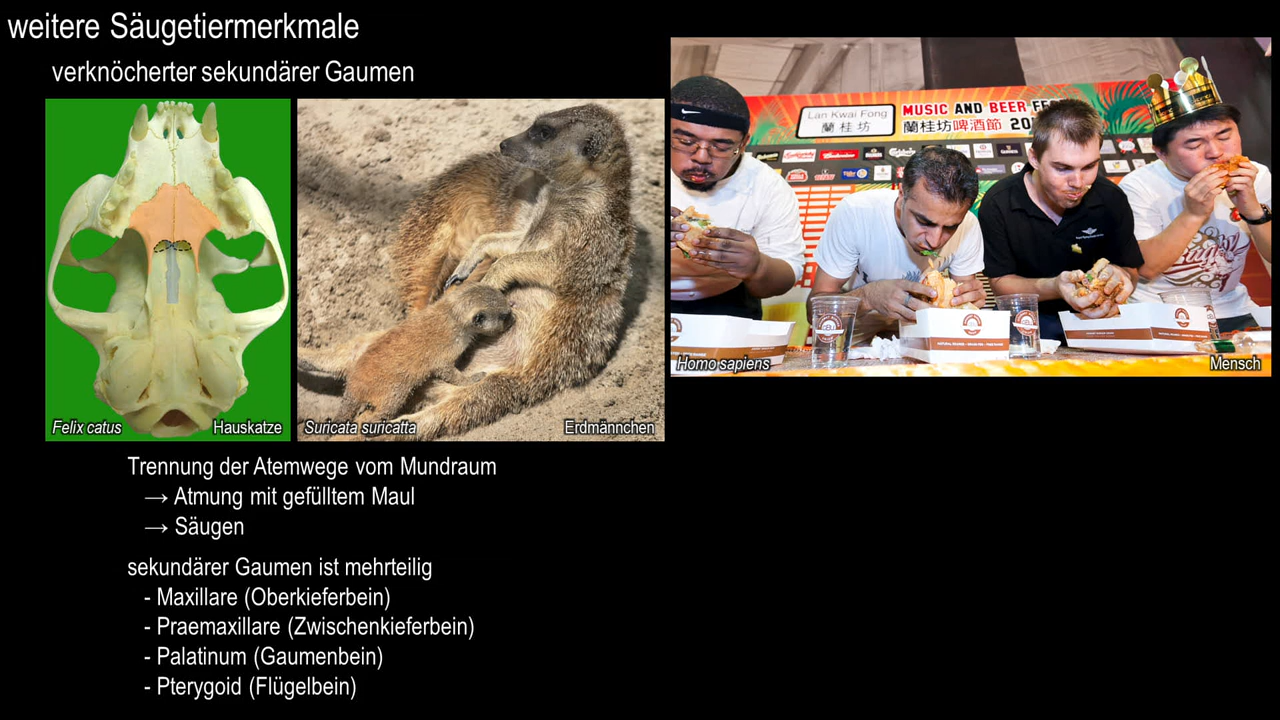 weitere Säugetiermerkmale
verknöcherter sekundärer Gaumen
Felix catus
Hauskatze
Suricata suricatta
Erdmännchen
Lan Kwai Fong
蘭桂坊
MUSIC AND BEER FE
蘭桂坊啤酒節 20
Homo sapiens
Mensch
Trennung der Atemwege vom Mundraum
→ Atmung mit gefülltem Maul
→ Säugen
sekundärer Gaumen ist mehrteilig
- Maxillare (Oberkieferbein)
- Praemaxillare (Zwischenkieferbein)
- Palatinum (Gaumenbein)
- Pterygoid (Flügelbein)